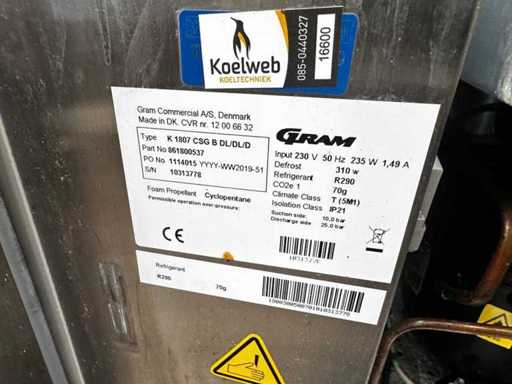 Koelweb
KOELTECHNIEK
085-0440327
16600
Gram Commercial A/S, Denmark
Made in DK. CVR nr. 12 00 66 32
Type K 1807 CSG B DL/DL/D
Part No 861800537
PO No 1114015 YYYY-WW2019-51
S/N 10313778
Foam Propellant Cyclopentane
Permissible operation over-pressure:
CE
GRAM
Input 230 V 50 Hz 235 W 1,49 A
Defrost 310 w
Refrigerant R290
CO2e 1 70g
Climate Class T (5M1)
Isolation Class IP21
Suction side: 10,0 bar
Discharge side: 25,0 bar
Refrigerant
R290 70g